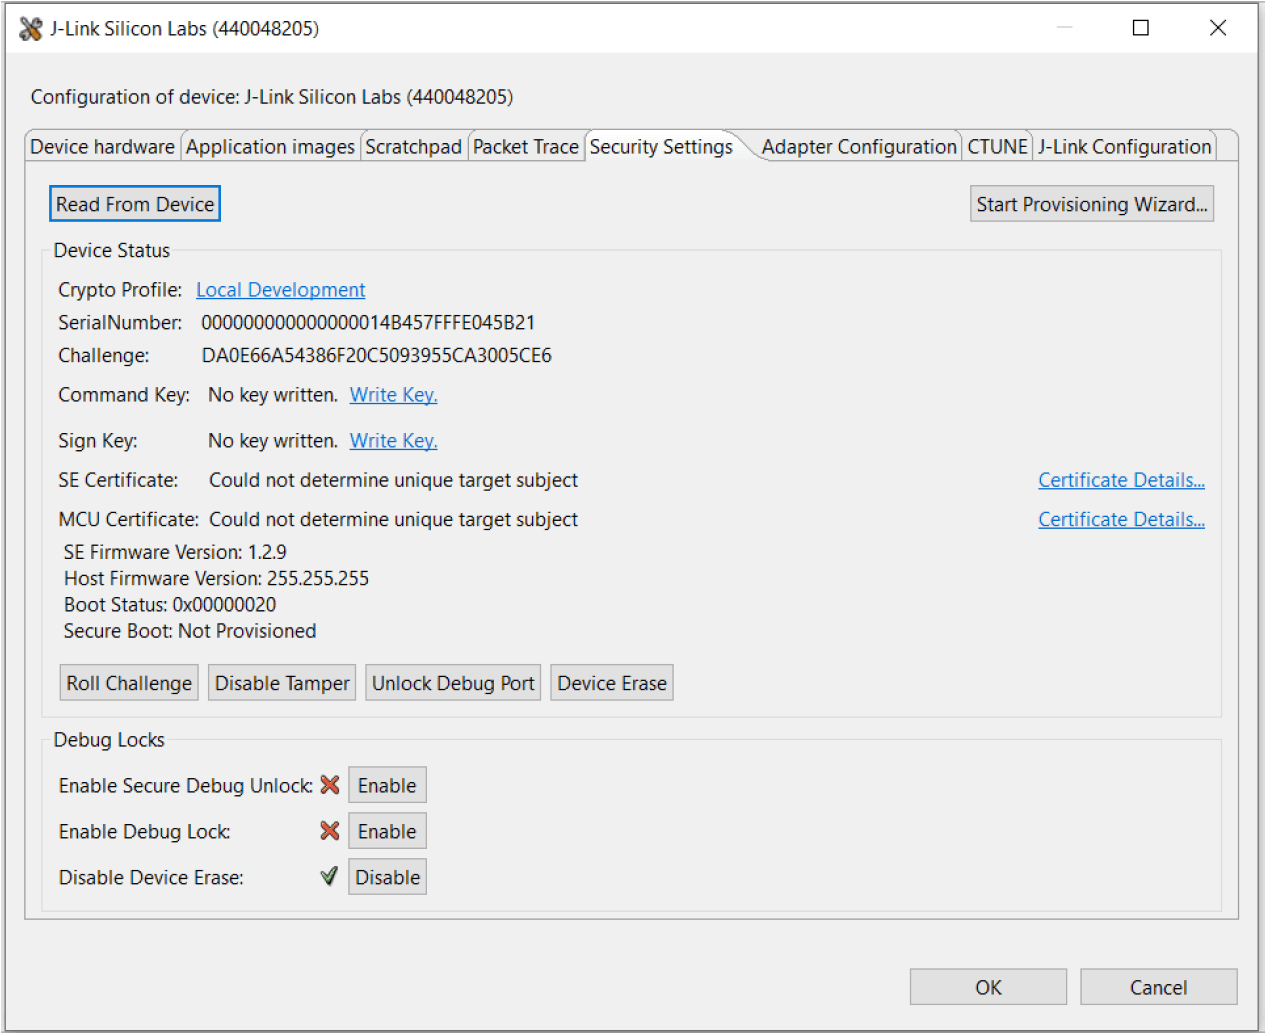 J-Link Silicon Labs (440048205)
Configuration of device: J-Link Silicon Labs (440048205)
Device hardware Application images Scratchpad Packet Trace Security Settings Adapter Configuration CTUNE J-Link Configuration
Read From Device Start Provisioning Wizard...
Device Status
Crypto Profile: Local Development
SerialNumber: 000000000000000014B457FFFE045B21
Challenge: DA0E66A54386F20C5093955CA3005CE6
Command Key: No key written. Write Key.
Sign Key: No key written. Write Key.
SE Certificate: Could not determine unique target subject Certificate Details...
MCU Certificate: Could not determine unique target subject Certificate Details...
SE Firmware Version: 1.2.9
Host Firmware Version: 255.255.255
Boot Status: 0x00000020
Secure Boot: Not Provisioned
Roll Challenge Disable Tamper Unlock Debug Port Device Erase
Debug Locks
Enable Secure Debug Unlock: Enable
Enable Debug Lock: Enable
Disable Device Erase: Disable
OK Cancel